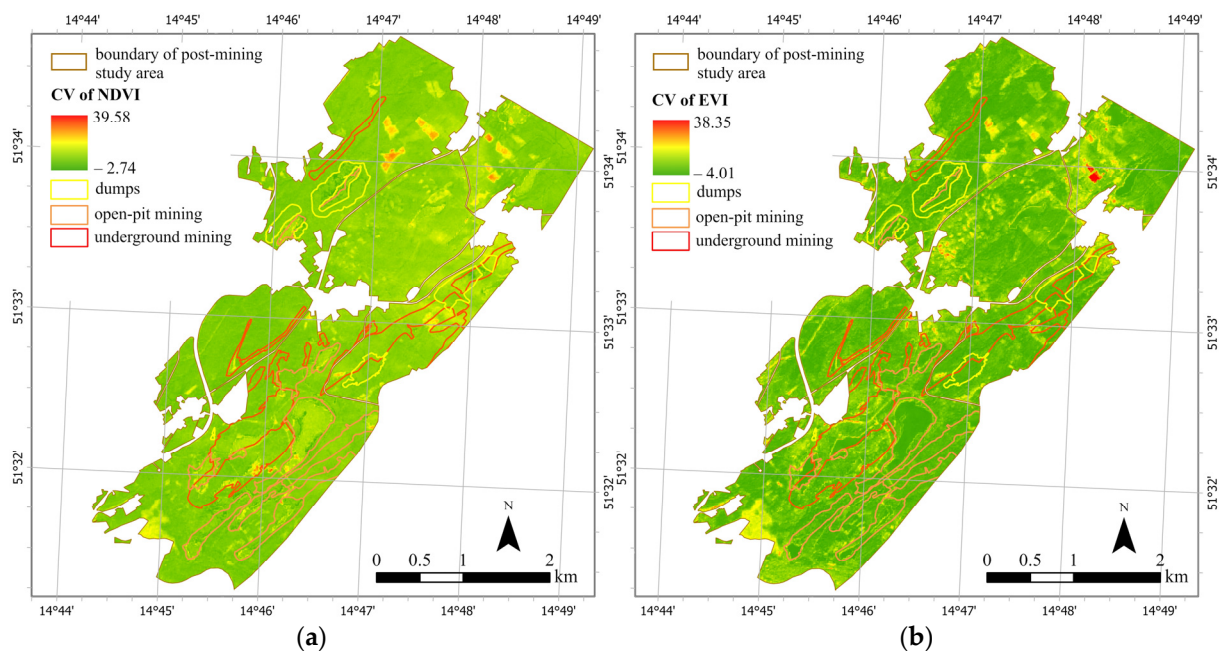 14°44' 14°45' 14°46' 14°47' 14°48' 14°49'
boundary of post-mining
study area
CV of NDVI
39.58
– 2.74
dumps
open-pit mining
underground mining
51°34'
51°33'
51°32'
51°34'
51°33'
51°32'
N
0 0.5 1 2
km
14°44' 14°45' 14°46' 14°47' 14°48' 14°49'
(a)
14°44' 14°45' 14°46' 14°47' 14°48' 14°49'
boundary of post-mining
study area
CV of EVI
38.35
– 4.01
dumps
open-pit mining
underground mining
51°34'
51°33'
51°32'
51°34'
51°33'
51°32'
N
0 0.5 1 2
km
14°44' 14°45' 14°46' 14°47' 14°48' 14°49'
(b)